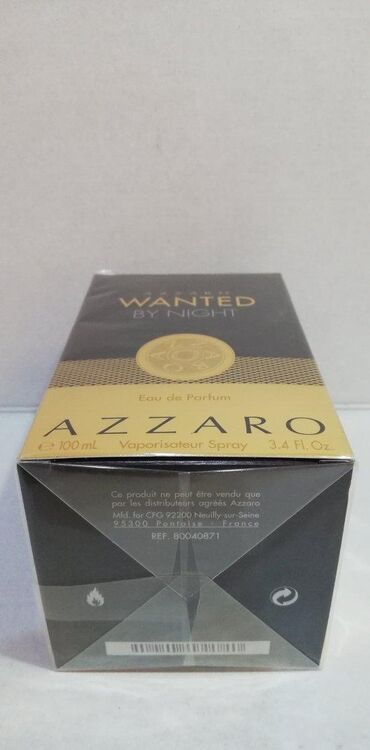 AZZARO
WANTED
BY NIGHT
Eau de Parfum
AZZARO
℮ 100 mL Vaporisateur Spray 3.4 Fl. Oz.
Ce produit ne peut être vendu que
par les distributeurs agréés Azzaro
Mfd. for CFG 92200 Neuilly-sur-Seine
95300 Pontoise - France
REF. 80040871